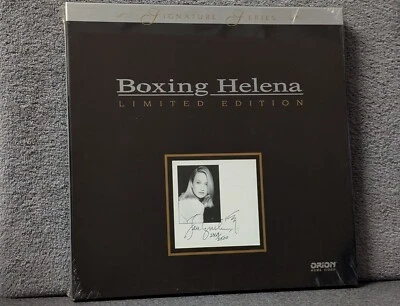 SIGNATURE SERIES
Boxing Helena
LIMITED EDITION
ORION
HOME VIDEO